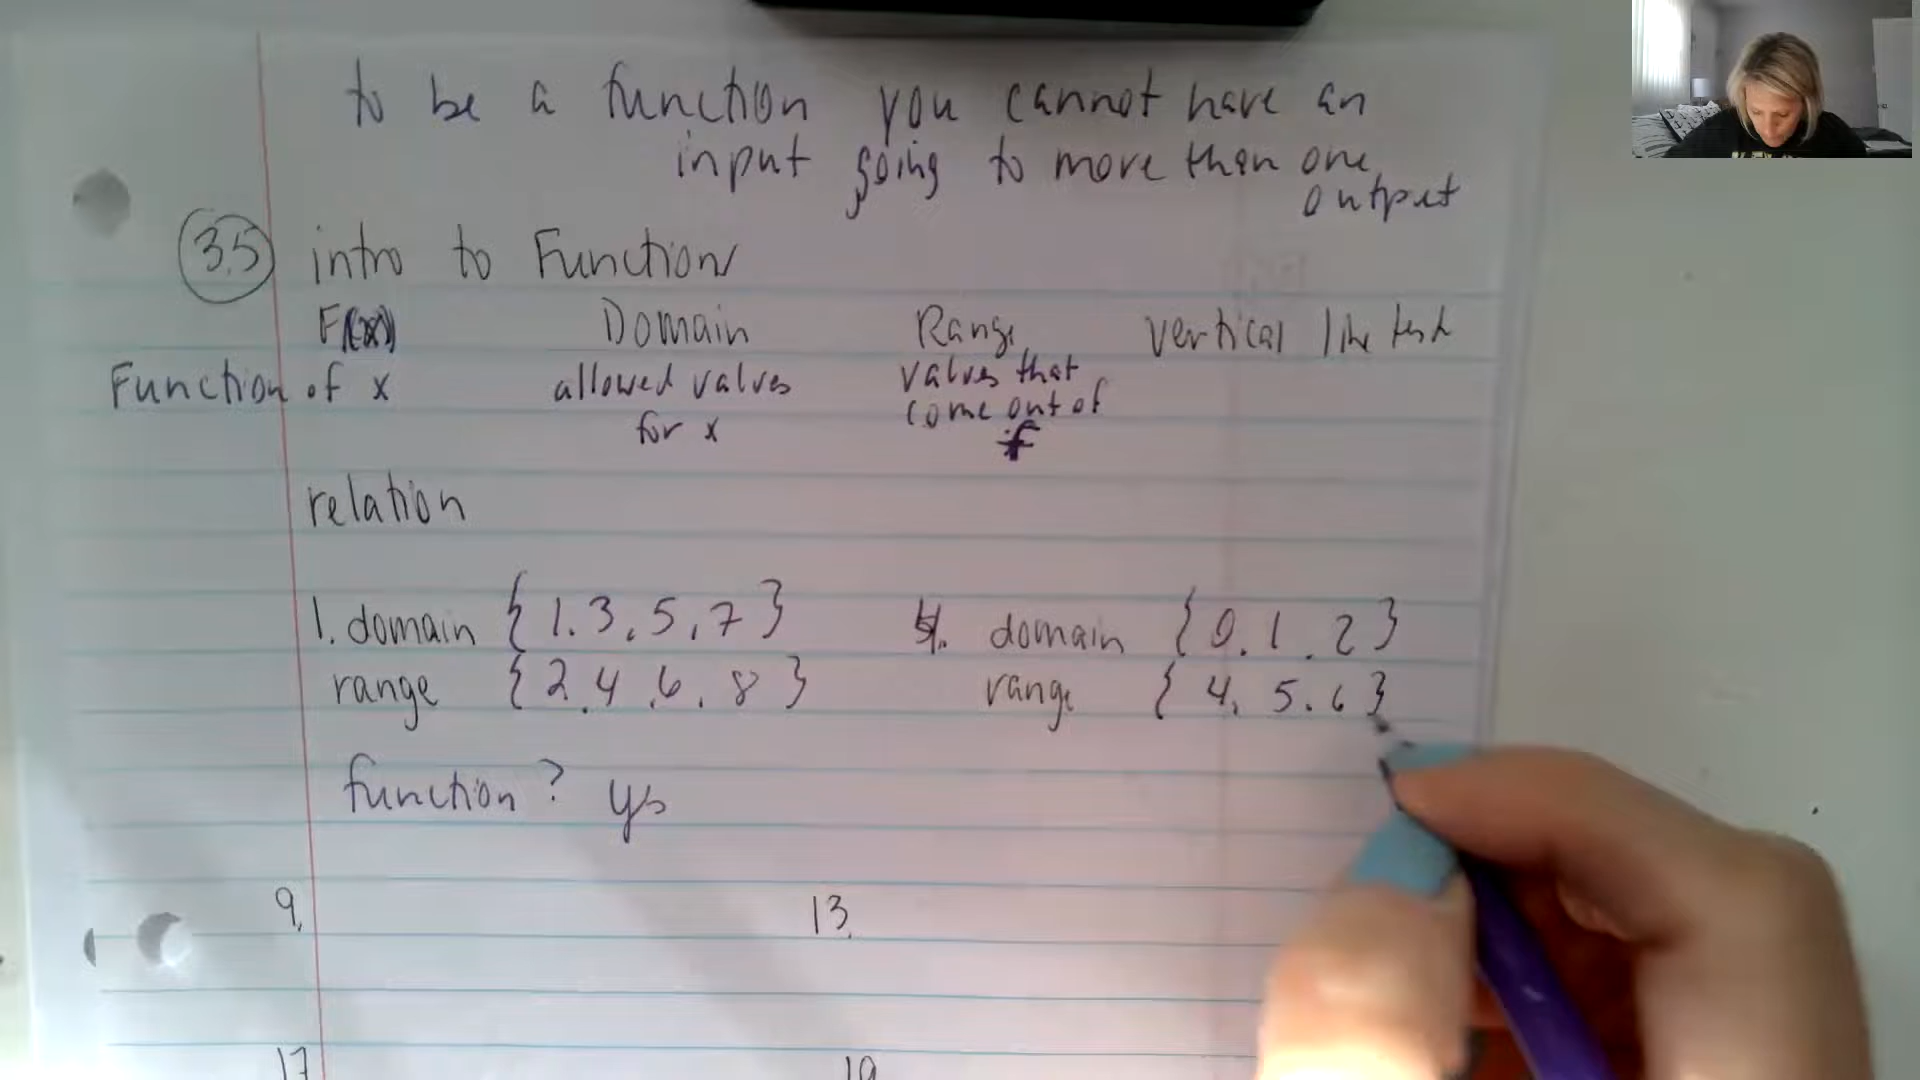 to be a function you cannot have an
input going to more than one
output
3.5 intro to Function
F(x) Domain Range vertical line test
Function of x allowed values values that
for x come out of
f
relation
1. domain {1, 3, 5, 7} domain {0, 1, 2}
range {2, 4, 6, 8} range {4, 5, 6}
function? yes
9. 13.
17 19